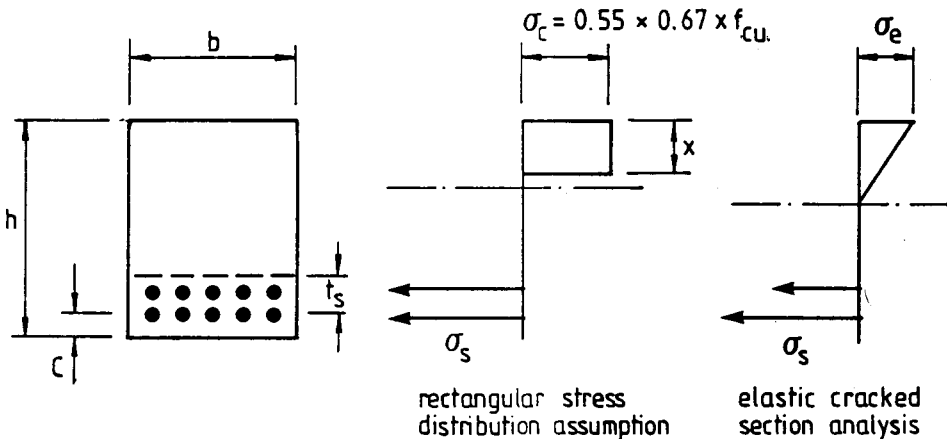 σc = 0.55 × 0.67 × fcu.
b
σe
h
x
ts
C
σs
σs
rectangular stress
distribution assumption
elastic cracked
section analysis